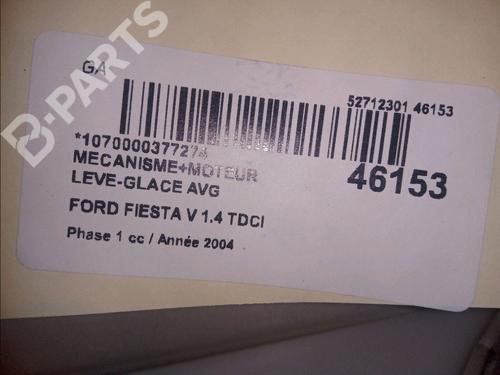 GA
52712301 46153
*1070000377274
MECANISME+MOTEUR
LEVE-GLACE AVG
46153
FORD FIESTA V 1.4 TDCI
Phase 1 cc / Année 2004
B-PARTS